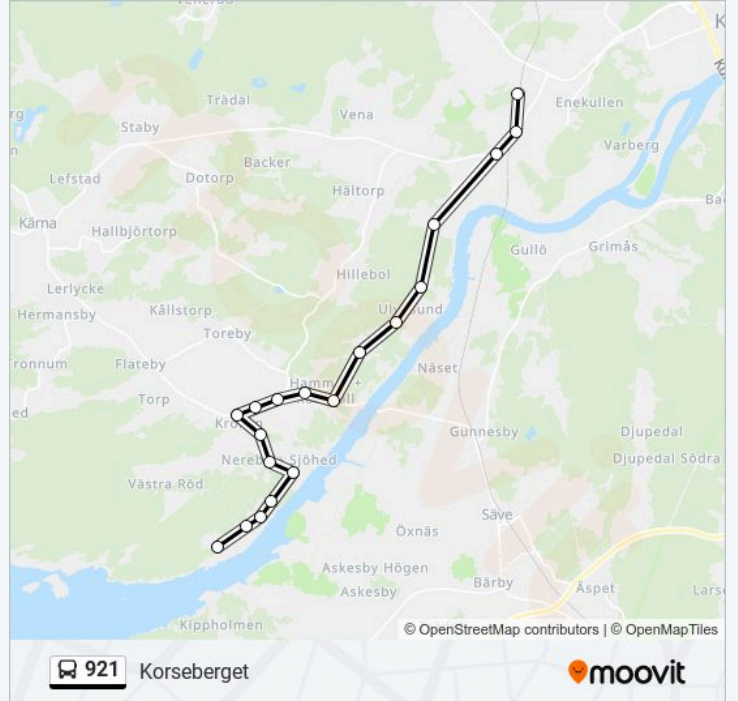 K
Trädal
Vena
Enekullen
Staby
Varberg
Backer
Lefstad
Dotorp
Hältorp
Kärna
Hallbjörtorp
Gullö
Grimås
Hillebol
Lerlycke
Kållstorp
Hermansby
Toreby
Flateby
Näset
Torp
Gunnesby
Djupedal
Sjöhed
Djupedal Södra
Västra Röd
Säve
Öxnäs
Askesby Högen
Bärby
Äspet
Askesby
Kippholmen
© OpenStreetMap contributors | © OpenMapTiles
921 Korseberget
moovit